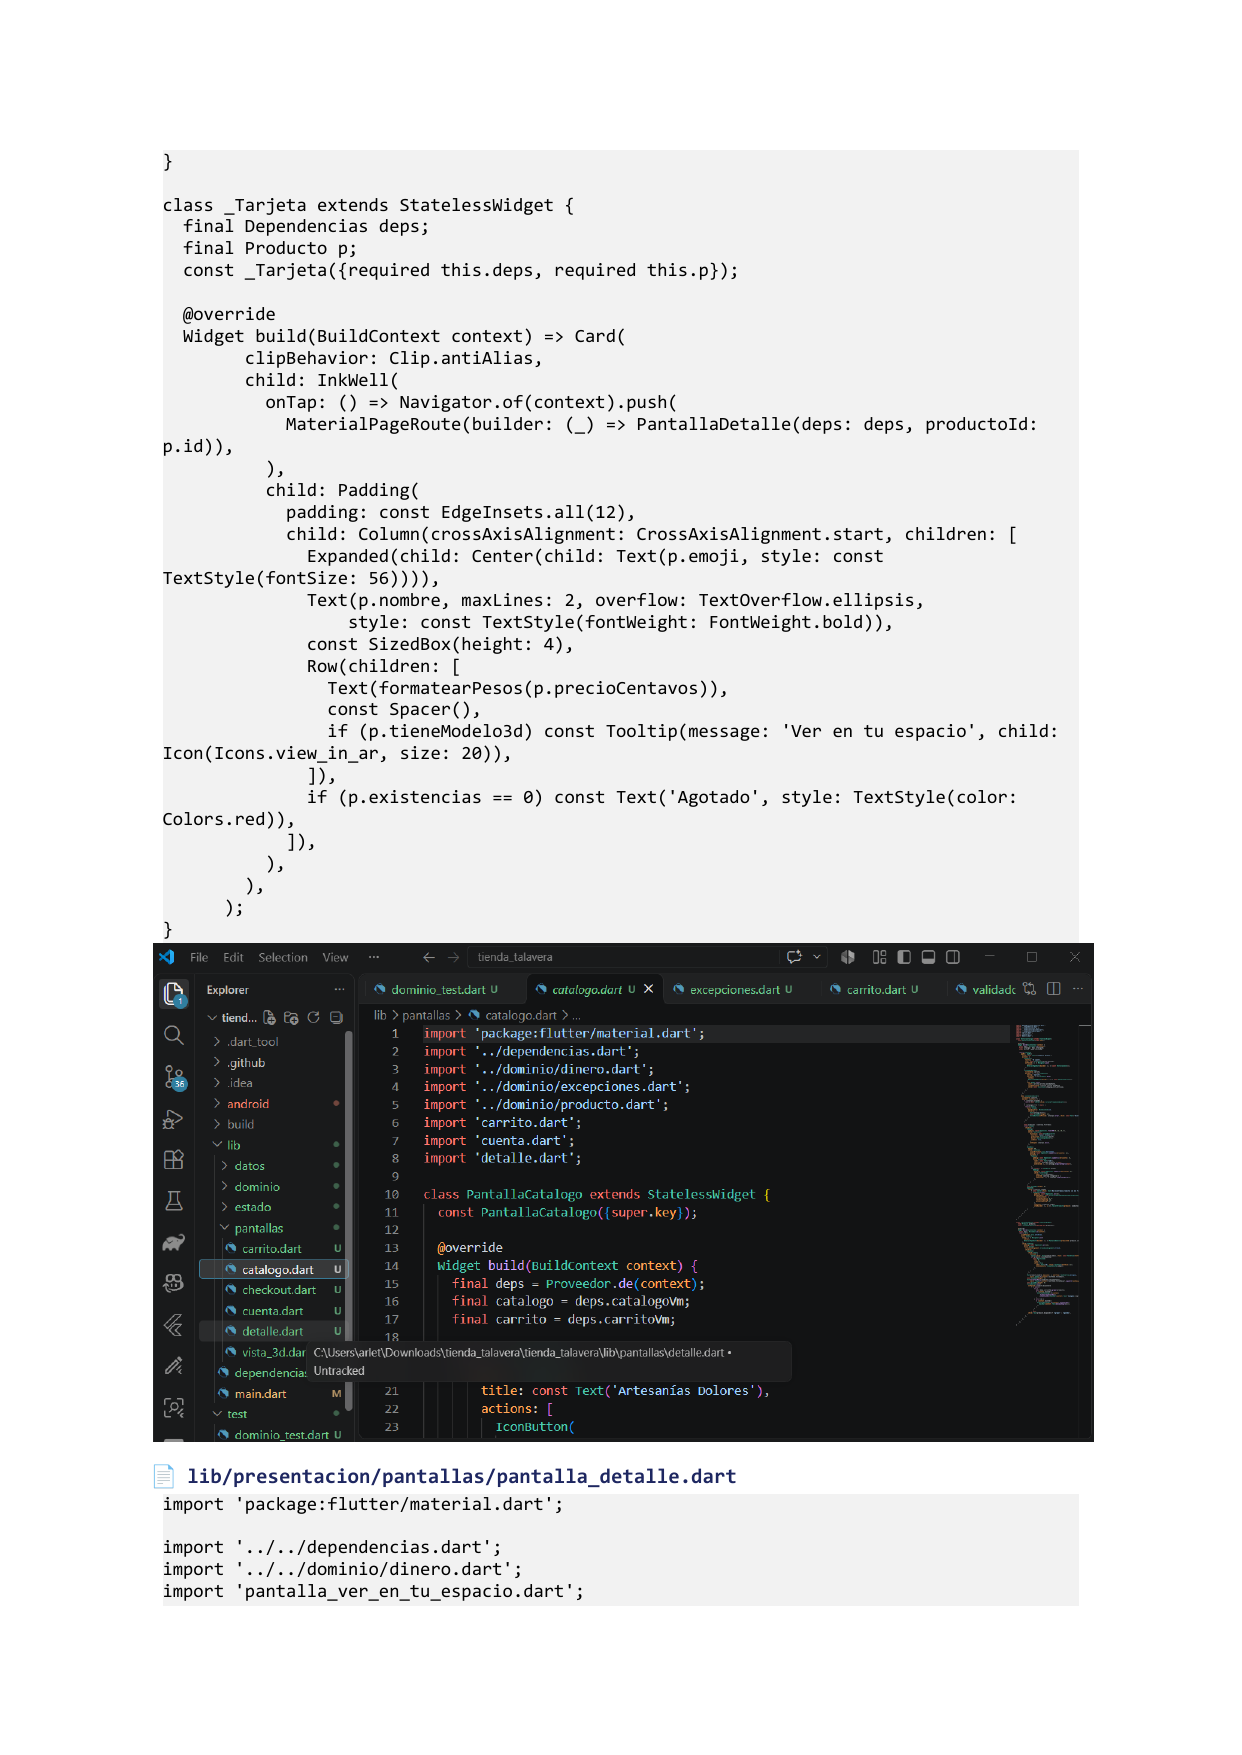 }
class _Tarjeta extends StatelessWidget {
  final Dependencias deps;
  final Producto p;
  const _Tarjeta({required this.deps, required this.p});
  @override
  Widget build(BuildContext context) => Card(
        clipBehavior: Clip.antiAlias,
        child: InkWell(
          onTap: () => Navigator.of(context).push(
            MaterialPageRoute(builder: (_) => PantallaDetalle(deps: deps, productoId:
p.id)),
          ),
          child: Padding(
            padding: const EdgeInsets.all(12),
            child: Column(crossAxisAlignment: CrossAxisAlignment.start, children: [
              Expanded(child: Center(child: Text(p.emoji, style: const
TextStyle(fontSize: 56)))),
              Text(p.nombre, maxLines: 2, overflow: TextOverflow.ellipsis,
                  style: const TextStyle(fontWeight: FontWeight.bold)),
              const SizedBox(height: 4),
              Row(children: [
                Text(formatearPesos(p.precioCentavos)),
                const Spacer(),
                if (p.tieneModelo3d) const Tooltip(message: 'Ver en tu espacio', child:
Icon(Icons.view_in_ar, size: 20)),
              ]),
              if (p.existencias == 0) const Text('Agotado', style: TextStyle(color:
Colors.red)),
            ]),
          ),
        ),
      );
}
File Edit Selection View ··· tienda_talavera
Explorer ···
tiend...
.dart_tool
.github
.idea
android
build
lib
datos
dominio
estado
pantallas
carrito.dart U
catalogo.dart U
checkout.dart U
cuenta.dart U
detalle.dart U
vista_3d.dar
dependencias
main.dart M
test
dominio_test.dart U
1
36
dominio_test.dart U catalogo.dart U excepciones.dart U carrito.dart U validadc ···
lib > pantallas > catalogo.dart > ...
1 import 'package:flutter/material.dart';
2 import '../dependencias.dart';
3 import '../dominio/dinero.dart';
4 import '../dominio/excepciones.dart';
5 import '../dominio/producto.dart';
6 import 'carrito.dart';
7 import 'cuenta.dart';
8 import 'detalle.dart';
9
10 class PantallaCatalogo extends StatelessWidget {
11 const PantallaCatalogo({super.key});
12
13 @override
14 Widget build(BuildContext context) {
15 final deps = Proveedor.de(context);
16 final catalogo = deps.catalogoVm;
17 final carrito = deps.carritoVm;
18
C:\Users\arlet\Downloads\tienda_talavera\tienda_talavera\lib\pantallas\detalle.dart •
Untracked
21 title: const Text('Artesanías Dolores'),
22 actions: [
23 IconButton(
lib/presentacion/pantallas/pantalla_detalle.dart
import 'package:flutter/material.dart';
import '../../dependencias.dart';
import '../../dominio/dinero.dart';
import 'pantalla_ver_en_tu_espacio.dart';